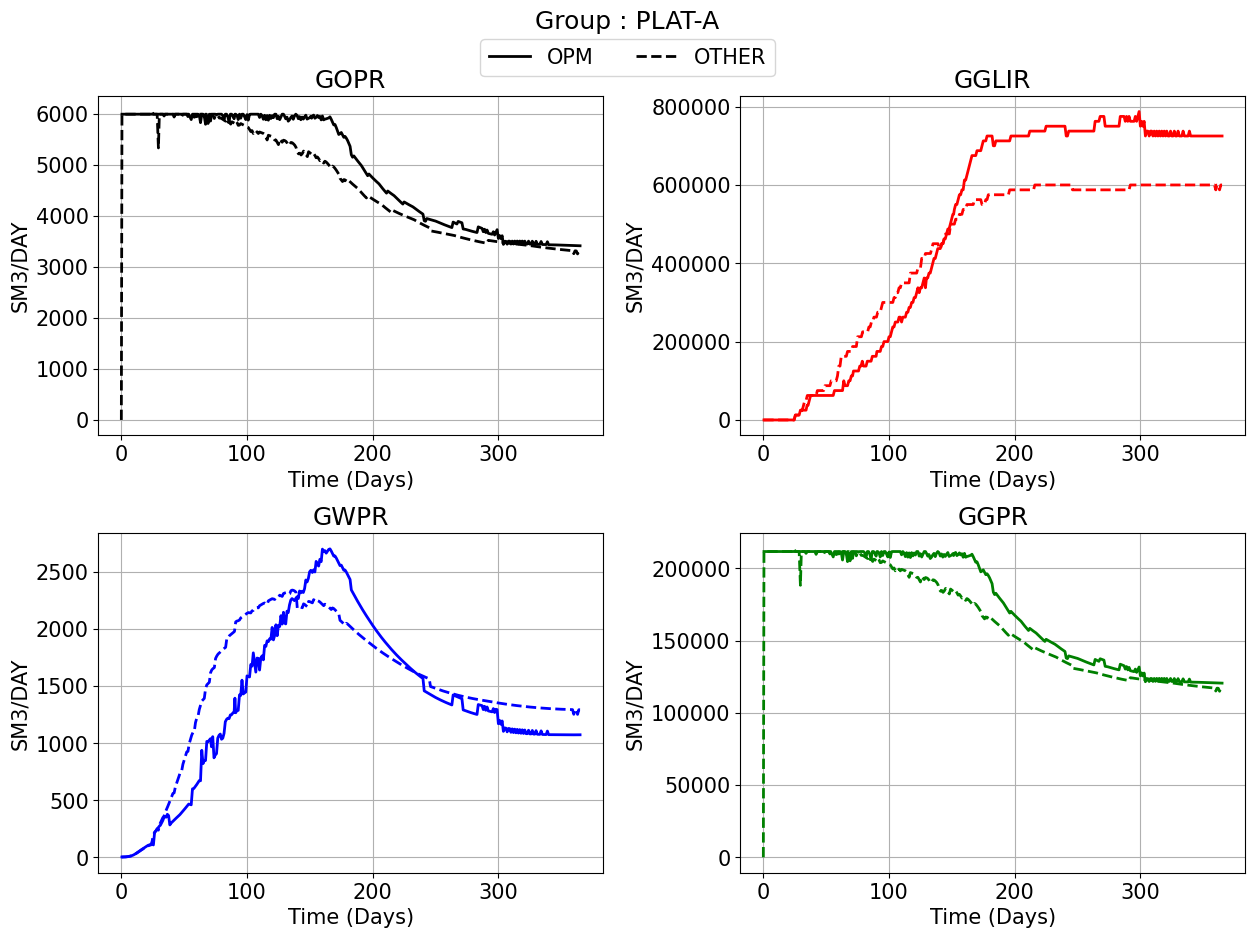 Group : PLAT-A
OPM OTHER
GOPR
6000
5000
4000
3000
2000
1000
0
SM3/DAY
0 100 200 300
Time (Days)
GGLIR
800000
600000
400000
200000
0
SM3/DAY
0 100 200 300
Time (Days)
GWPR
2500
2000
1500
1000
500
0
SM3/DAY
0 100 200 300
Time (Days)
GGPR
200000
150000
100000
50000
0
SM3/DAY
0 100 200 300
Time (Days)